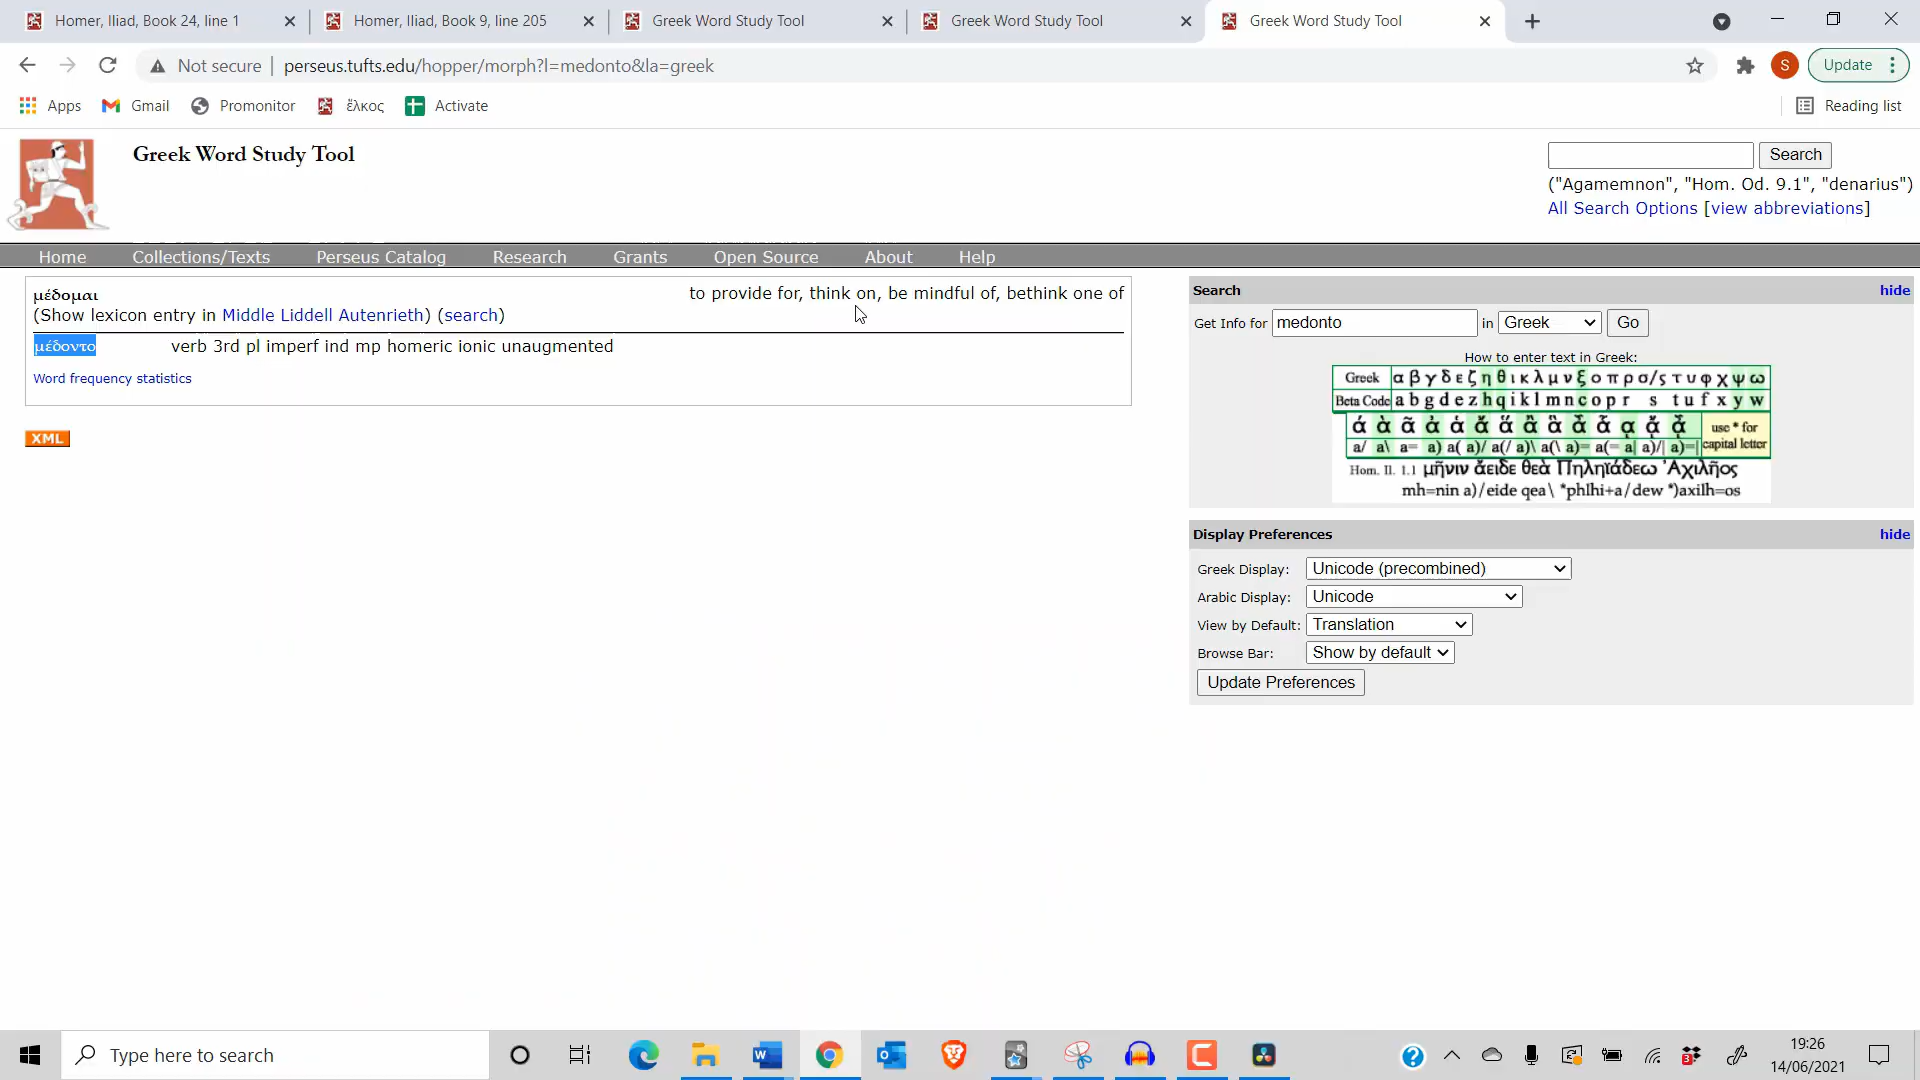 Homer, Iliad, Book 24, line 1
Homer, Iliad, Book 9, line 205
Greek Word Study Tool
Greek Word Study Tool
Greek Word Study Tool
Not secure | perseus.tufts.edu/hopper/morph?l=medonto&la=greek
S
Update
Apps
Gmail
Promonitor
ἕλκος
Activate
Reading list
Greek Word Study Tool
Search
("Agamemnon", "Hom. Od. 9.1", "denarius")
All Search Options [view abbreviations]
Home
Collections/Texts
Perseus Catalog
Research
Grants
Open Source
About
Help
μέδομαι
to provide for, think on, be mindful of, bethink one of
(Show lexicon entry in Middle Liddell Autenrieth) (search)
μέδοντο verb 3rd pl imperf ind mp homeric ionic unaugmented
Word frequency statistics
XML
Search
hide
Get Info for medonto in Greek Go
How to enter text in Greek:
Greek α β γ δ ε ζ η θ ι κ λ μ ν ξ ο π ρ σ/ς τ υ φ χ ψ ω
Beta Code a b g d e z h q i k l m n c o p r s t u f x y w
use * for
capital letter
Hom. Il. 1.1 μῆνιν ἄειδε θεὰ Πηληϊάδεω Ἀχιλῆος
mh=nin a)/eide qea\ *phlhi+a/dew *)axilh=os
Display Preferences
hide
Greek Display: Unicode (precombined)
Arabic Display: Unicode
View by Default: Translation
Browse Bar: Show by default
Update Preferences
Type here to search
19:26
14/06/2021